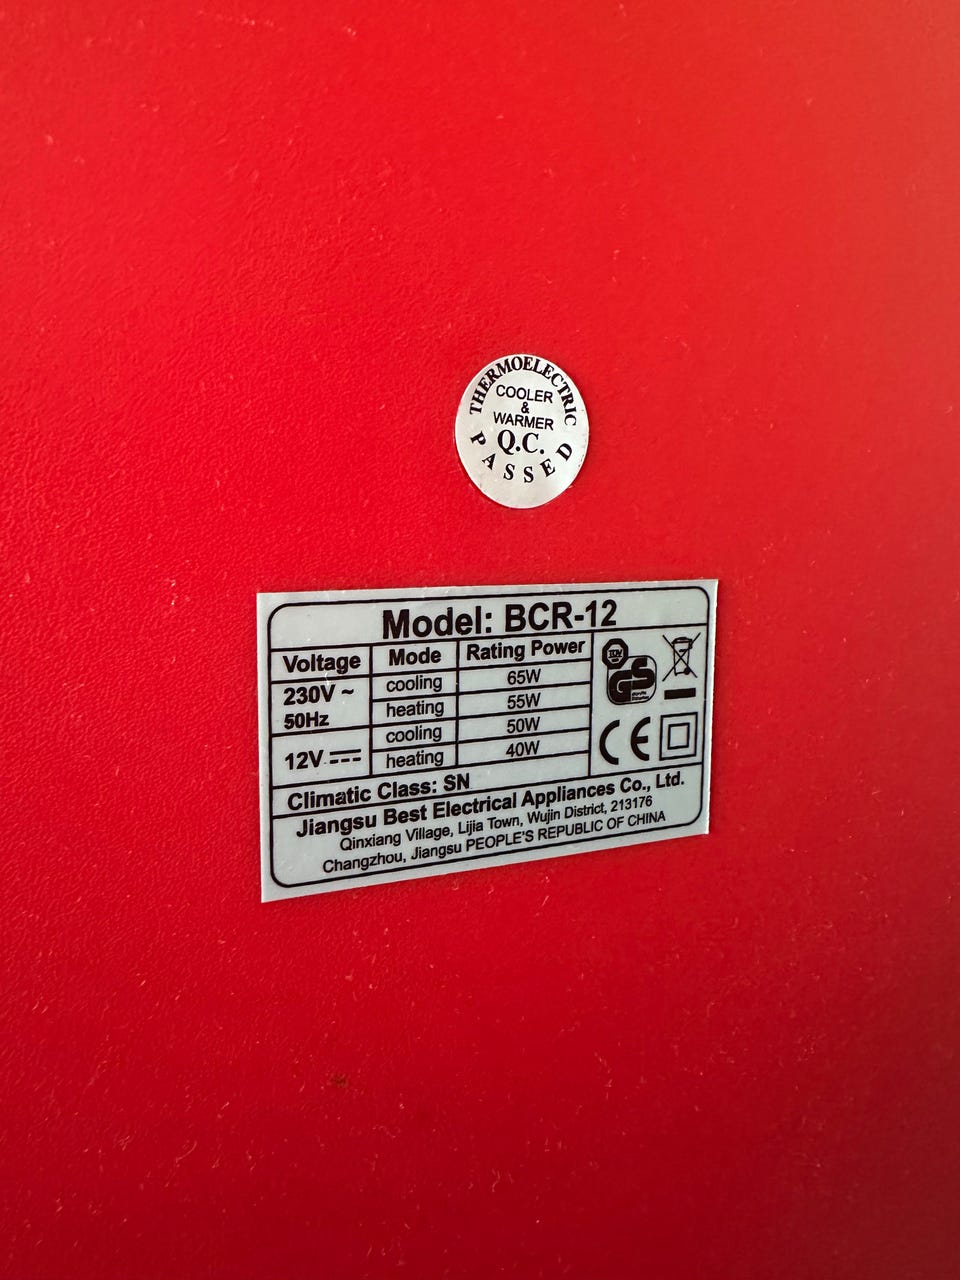 THERMOELECTRIC
COOLER
&
WARMER
Q.C.
PASSED
Model: BCR-12
Voltage Mode Rating Power
230V ~ 50Hz cooling 65W
heating 55W
12V ⎓ cooling 50W
heating 40W
TÜV
GS
CE
Climatic Class: SN
Jiangsu Best Electrical Appliances Co., Ltd.
Qinxiang Village, Lijia Town, Wujin District, 213176
Changzhou, Jiangsu PEOPLE'S REPUBLIC OF CHINA